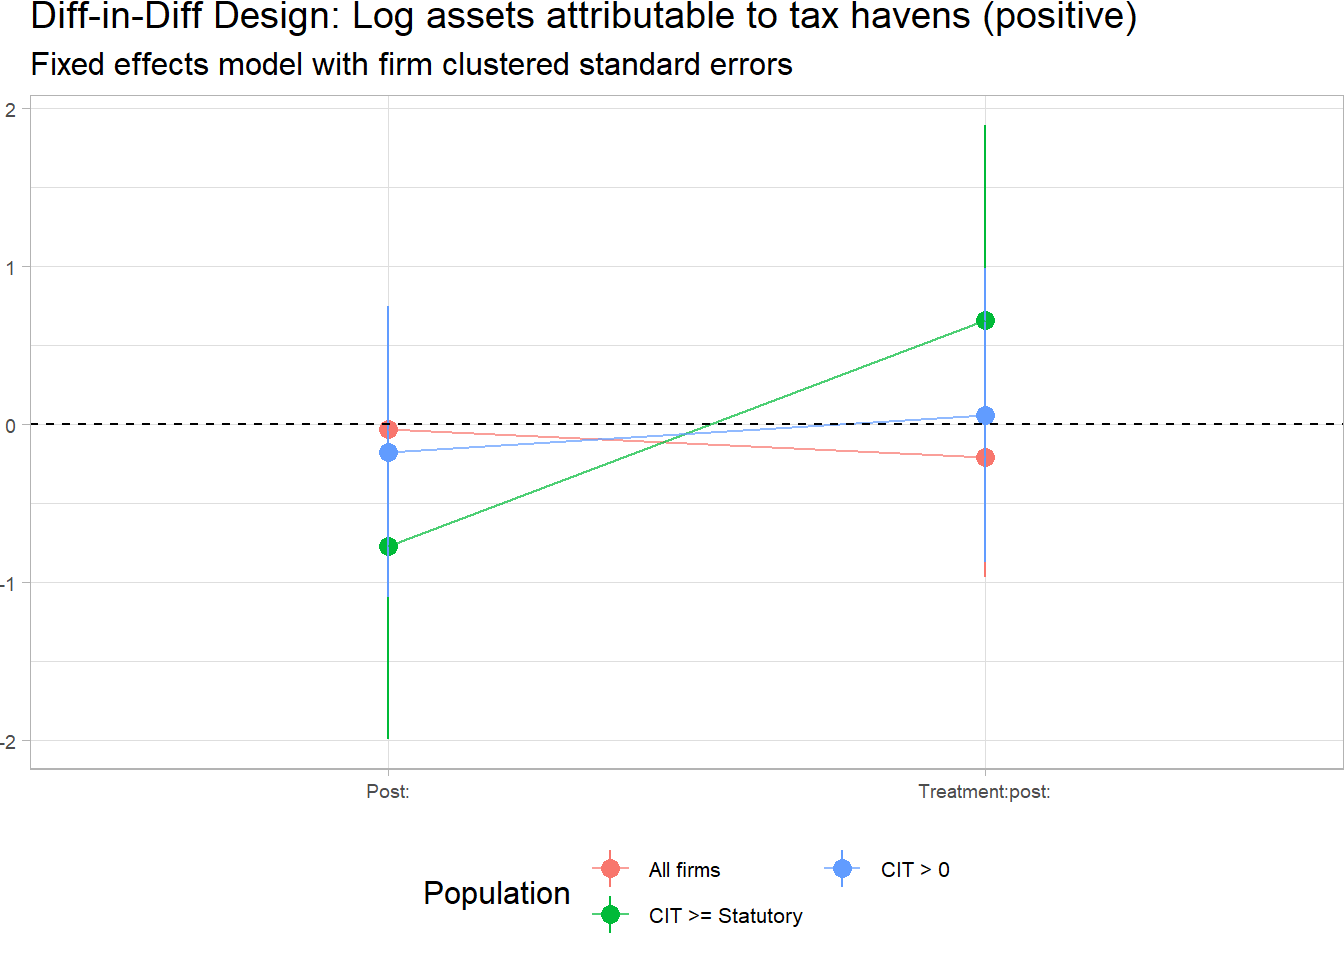 Diff-in-Diff Design: Log assets attributable to tax havens (positive)
Fixed effects model with firm clustered standard errors
2
1
0
-1
-2
Post:
Treatment:post:
Population
All firms
CIT > 0
CIT >= Statutory